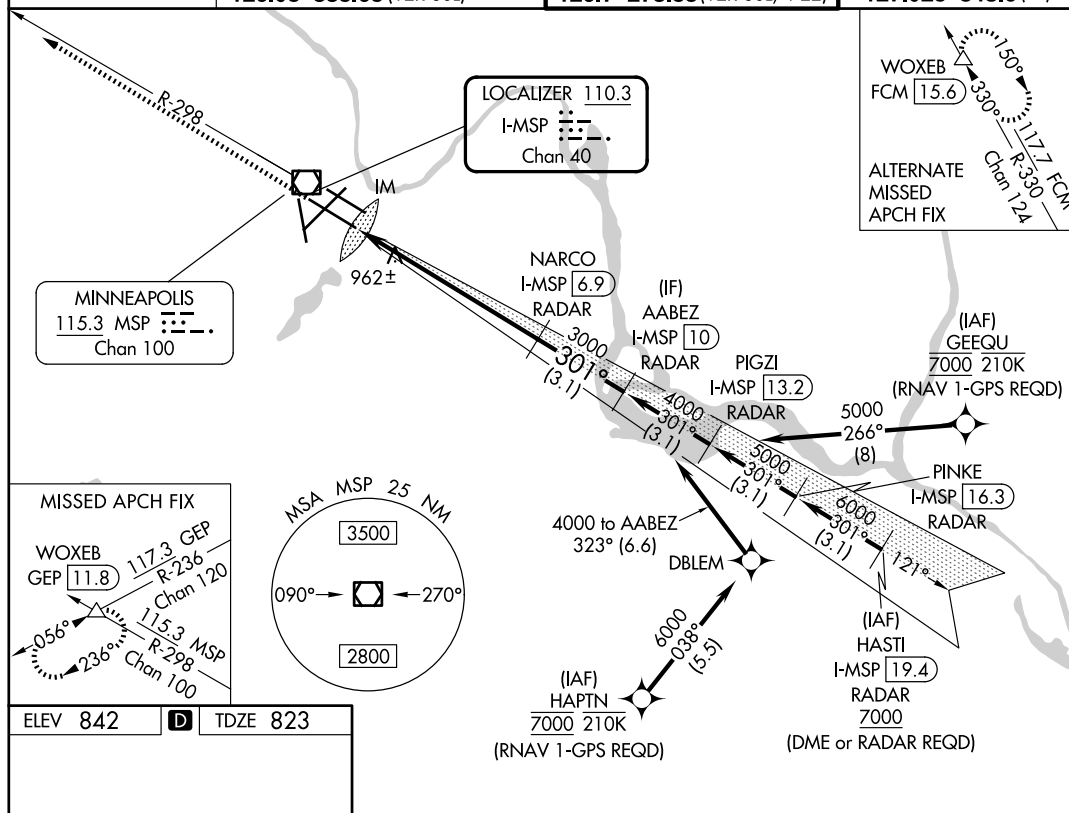 R-298
LOCALIZER 110.3
I-MSP
Chan 40
IM
WOXEB
FCM 15.6
150°
330°
117.7 FCM
R-330
Chan 124
ALTERNATE
MISSED
APCH FIX
MINNEAPOLIS
115.3 MSP
Chan 100
962±
NARCO
I-MSP 6.9
RADAR
3000
301°
(3.1)
(IF)
AABEZ
I-MSP 10
RADAR
4000
301°
(3.1)
PIGZI
I-MSP 13.2
RADAR
5000
301°
(3.1)
(IAF)
GEEQU
7000 210K
(RNAV 1-GPS REQD)
5000
266°
(8)
PINKE
I-MSP 16.3
RADAR
6000
301°
(3.1)
121°
MISSED APCH FIX
WOXEB
GEP 11.8
117.3 GEP
R-236
Chan 120
056°
236°
115.3 MSP
R-298
Chan 100
MSA MSP 25 NM
3500
090°
270°
2800
4000 to AABEZ
323° (6.6)
DBLEM
6000
038°
(5.5)
(IAF)
HAPTN
7000 210K
(RNAV 1-GPS REQD)
(IAF)
HASTI
I-MSP 19.4
RADAR
7000
(DME or RADAR REQD)
ELEV 842 D TDZE 823